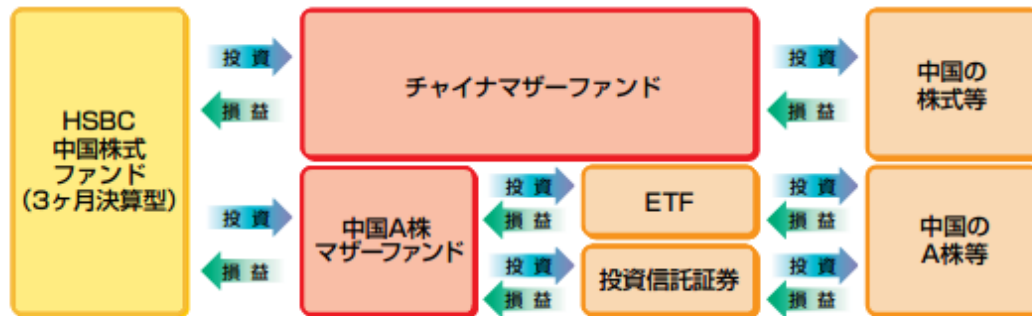 HSBC
中国株式
ファンド
(3ヶ月決算型)
投資
損益
チャイナマザーファンド
投資
損益
中国の
株式等
投資
損益
中国A株
マザーファンド
投資
損益
ETF
投資
損益
投資
損益
投資信託証券
投資
損益
中国の
A株等